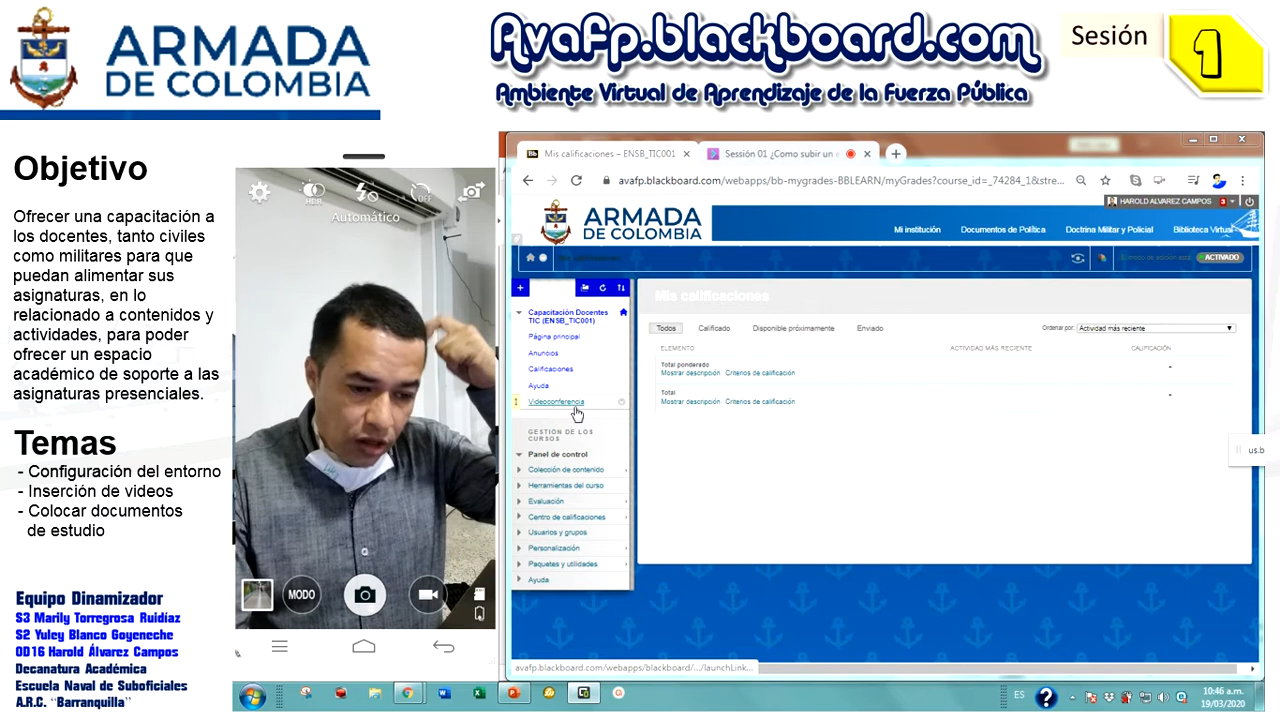 ARMADA
DE COLOMBIA
AvaFp.blackboard.com
Ambiente Virtual de Aprendizaje de la Fuerza Pública
Sesión
1
Objetivo
Ofrecer una capacitación a
los docentes, tanto civiles
como militares para que
puedan alimentar sus
asignaturas, en lo
relacionado a contenidos y
actividades, para poder
ofrecer un espacio
académico de soporte a las
asignaturas presenciales.
Temas
- Configuración del entorno
- Inserción de videos
- Colocar documentos
de estudio
Equipo Dinamizador
S3 Marily Torregrosa Ruidíaz
S2 Yuley Blanco Goyeneche
OD16 Harold Álvarez Campos
Decanatura Académica
Escuela Naval de Suboficiales
A.R.C. "Barranquilla"
HDR
OFF
Automático
MODO
Mis calificaciones – ENSB_TIC001
Sessión 01 ¿Como subir un e
avafp.blackboard.com/webapps/bb-mygrades-BBLEARN/myGrades?course_id=_74284_1&stre...
HAROLD ALVAREZ CAMPOS 3
ARMADA
DE COLOMBIA
Mi institución
Documentos de Política
Doctrina Militar y Policial
Biblioteca Virtual
ACTIVADO
Capacitación Docentes
TIC (ENSB_TIC001)
Página principal
Anuncios
Calificaciones
Ayuda
Videoconferencia
GESTIÓN DE LOS
CURSOS
Panel de control
Colección de contenido
Herramientas del curso
Evaluación
Centro de calificaciones
Usuarios y grupos
Personalización
Paquetes y utilidades
Ayuda
Mis calificaciones
Todos
Calificado
Disponible próximamente
Enviado
Ordenar por:
Actividad más reciente
ELEMENTO
ACTIVIDAD MÁS RECIENTE
CALIFICACIÓN
Total ponderado
Mostrar descripción
Criterios de calificación
-
Total
Mostrar descripción
Criterios de calificación
-
us.b
avafp.blackboard.com/webapps/blackboard/.../launchLink...
ES
10:46 a.m.
19/03/2020